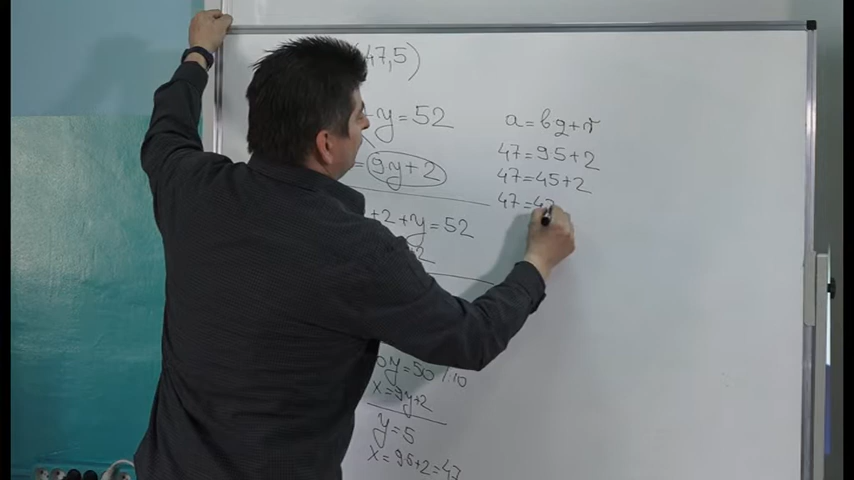 47,5)
y=52
=9y+2
+2+y=52
+2
y=50/:10
x=9y+2
y=5
x=9·5+2=47
a=bq+r
47=9·5+2
47=45+2
47=47